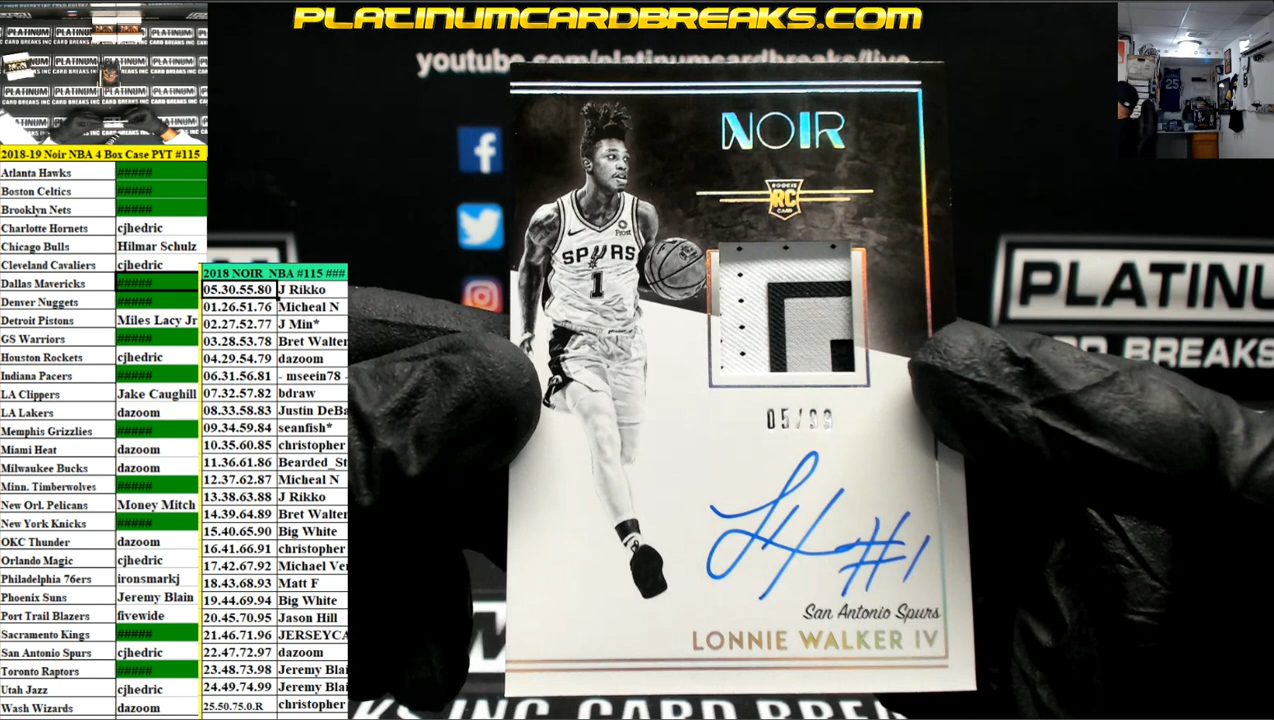 PLATINUMCARDBREAKS.COM
youtube.com/platinumcardbreaks/live
2018-19 Noir NBA 4 Box Case PYT #115
Atlanta Hawks #####
Boston Celtics #####
Brooklyn Nets #####
Charlotte Hornets cjhedric
Chicago Bulls Hilmar Schulz
Cleveland Cavaliers cjhedric
Dallas Mavericks #####
Denver Nuggets #####
Detroit Pistons Miles Lacy Jr
GS Warriors #####
Houston Rockets cjhedric
Indiana Pacers #####
LA Clippers Jake Caughill
LA Lakers dazoom
Memphis Grizzlies #####
Miami Heat dazoom
Milwaukee Bucks dazoom
Minn. Timberwolves #####
New Orl. Pelicans Money Mitch
New York Knicks #####
OKC Thunder dazoom
Orlando Magic cjhedric
Philadelphia 76ers ironsmarkj
Phoenix Suns Jeremy Blain
Port Trail Blazers fivewide
Sacramento Kings #####
San Antonio Spurs cjhedric
Toronto Raptors #####
Utah Jazz cjhedric
Wash Wizards dazoom
2018 NOIR NBA #115 ###
05.30.55.80 J Rikko
01.26.51.76 Micheal N
02.27.52.77 J Min*
03.28.53.78 Bret Walter
04.29.54.79 dazoom
06.31.56.81 - mseein78 -
07.32.57.82 bdraw
08.33.58.83 Justin DeBa
09.34.59.84 seanfish*
10.35.60.85 christopher
11.36.61.86 Bearded_St
12.37.62.87 Micheal N
13.38.63.88 J Rikko
14.39.64.89 Bret Walter
15.40.65.90 Big White
16.41.66.91 christopher
17.42.67.92 Michael Ver
18.43.68.93 Matt F
19.44.69.94 Big White
20.45.70.95 Jason Hill
21.46.71.96 JERSEYCA
22.47.72.97 dazoom
23.48.73.98 Jeremy Blai
24.49.74.99 Jeremy Blai
25.50.75.0.R christopher
NOIR
ROOKIE
RC
CARD
Frost
SPURS
1
05/99
#1
San Antonio Spurs
LONNIE WALKER IV
PLATINUM
CARD BREAKS
KS INC CARD BREA